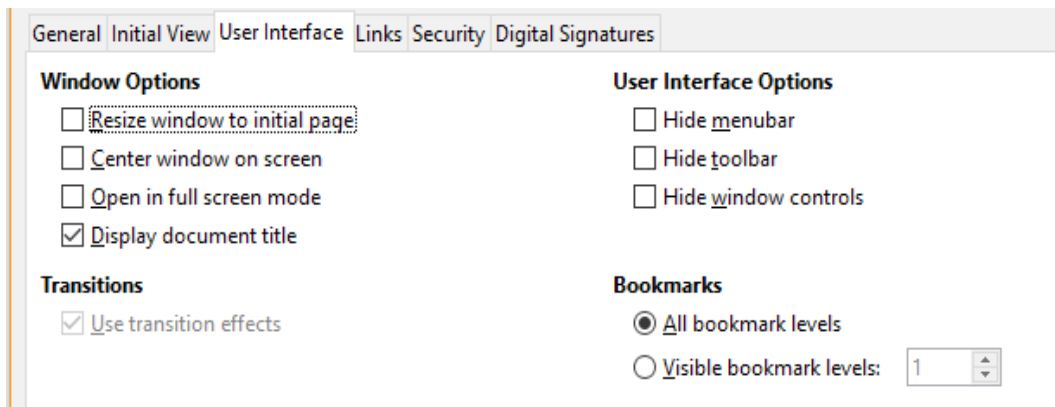 General Initial View User Interface Links Security Digital Signatures
Window Options
Resize window to initial page
Center window on screen
Open in full screen mode
Display document title
Transitions
Use transition effects
User Interface Options
Hide menubar
Hide toolbar
Hide window controls
Bookmarks
All bookmark levels
Visible bookmark levels: 1